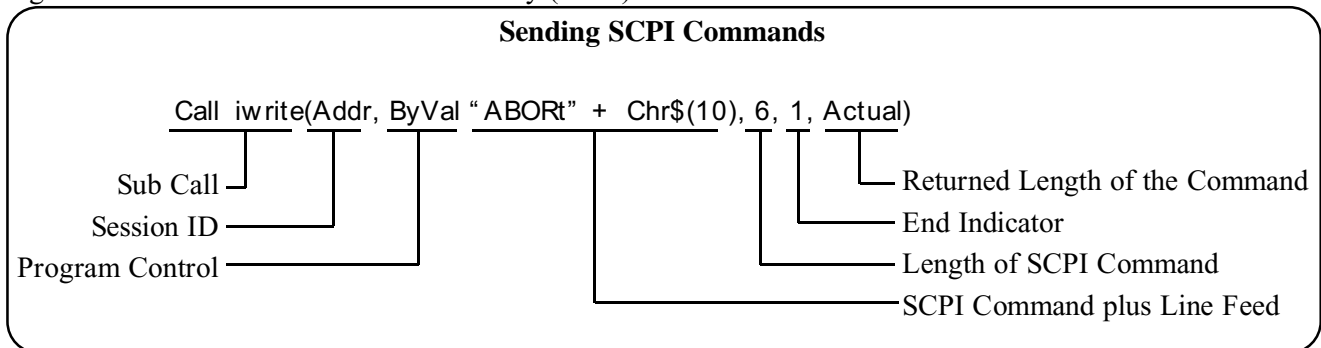 Sending SCPI Commands
Call iwrite(Addr, ByVal “ABORt” + Chr$(10), 6, 1, Actual)
Sub Call
Session ID
Program Control
Returned Length of the Command
End Indicator
Length of SCPI Command
SCPI Command plus Line Feed